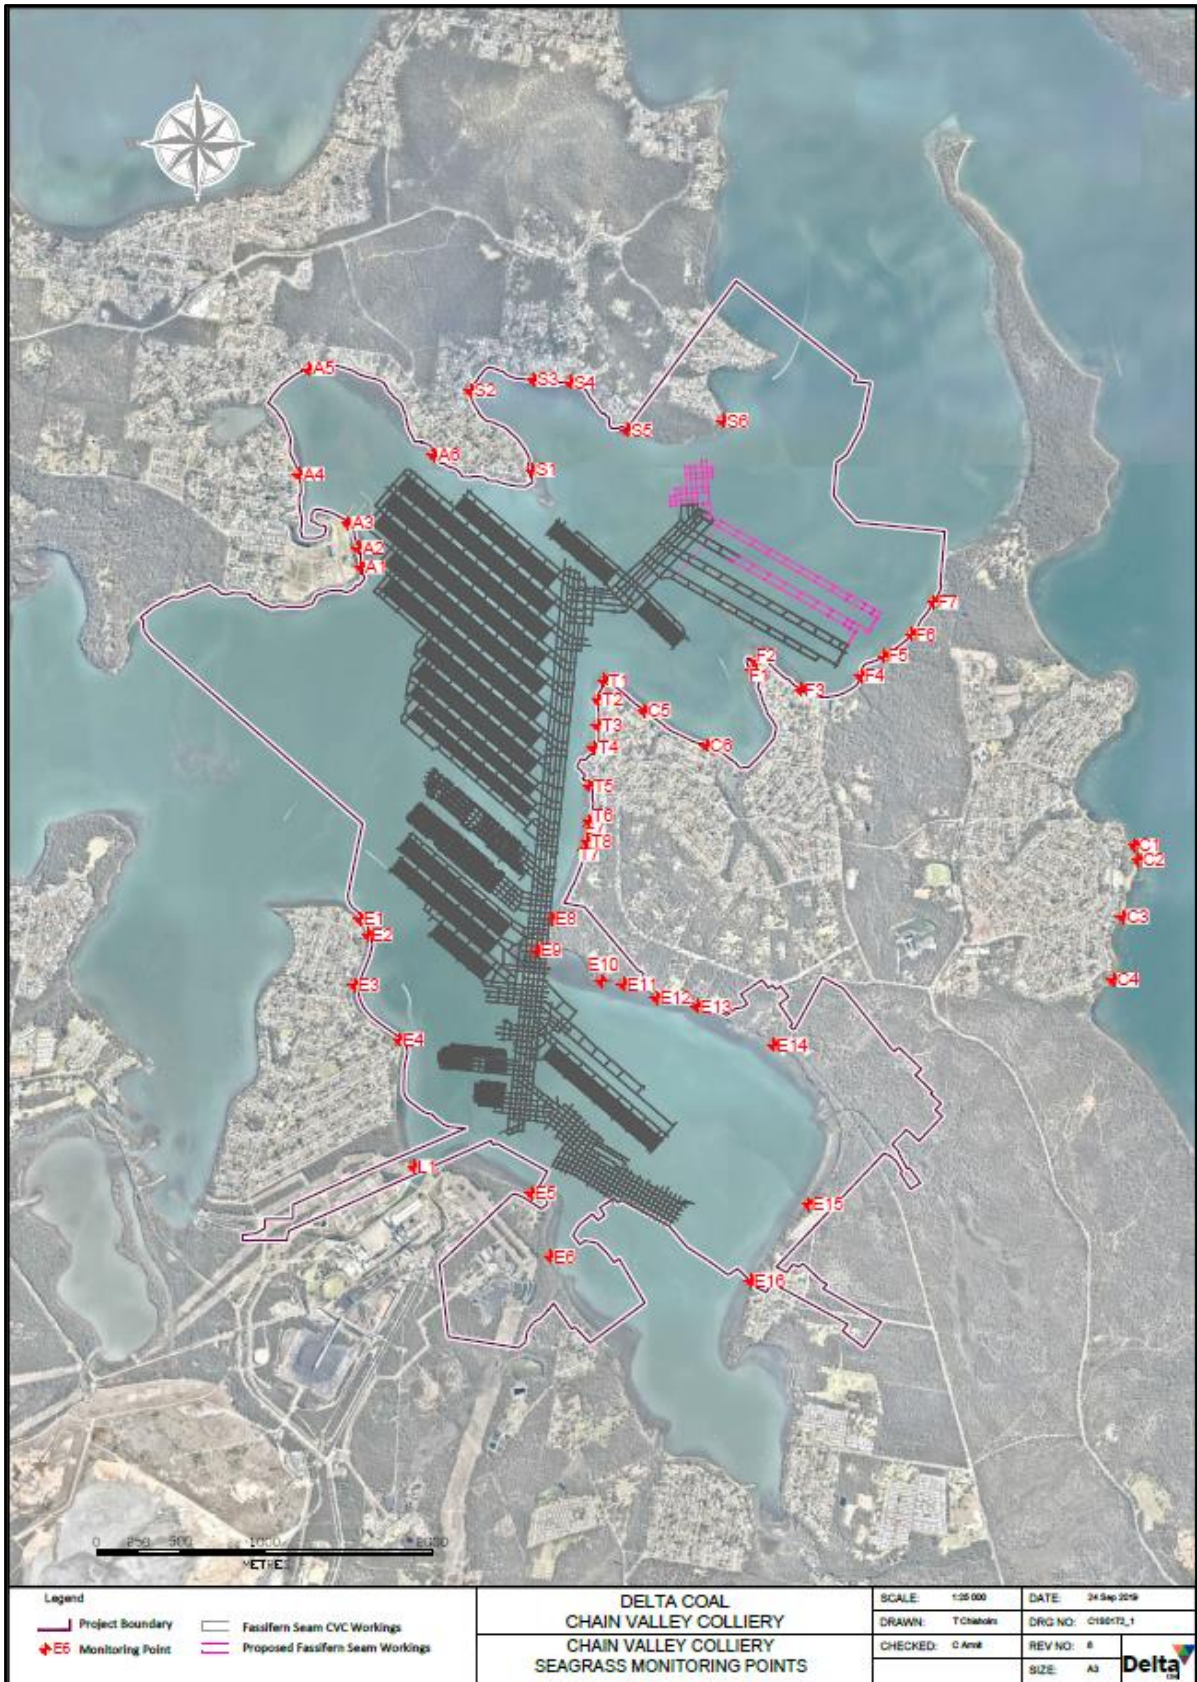 A5
S3
S4
S2
S5
S6
A6
A4
S1
A3
A2
A1
F7
F6
F5
F2
F1
F4
F3
T1
T2
C5
T3
T4
C6
T5
T6
T8
T7
C1
C2
E1
E8
C3
E2
E9
E10
E3
E11
C4
E12
E13
E4
E14
L1
E5
E15
E6
E16
0 250 500 1000 2000
METRES
Legend
Project Boundary
Fassifern Seam CVC Workings
E6 Monitoring Point
Proposed Fassifern Seam Workings
DELTA COAL
CHAIN VALLEY COLLIERY
CHAIN VALLEY COLLIERY
SEAGRASS MONITORING POINTS
SCALE: 1:25 000
DATE: 24 Sep 2019
DRAWN: T Chisholm
DRG NO:
CHECKED:
REV NO:
SIZE: A3
Delta